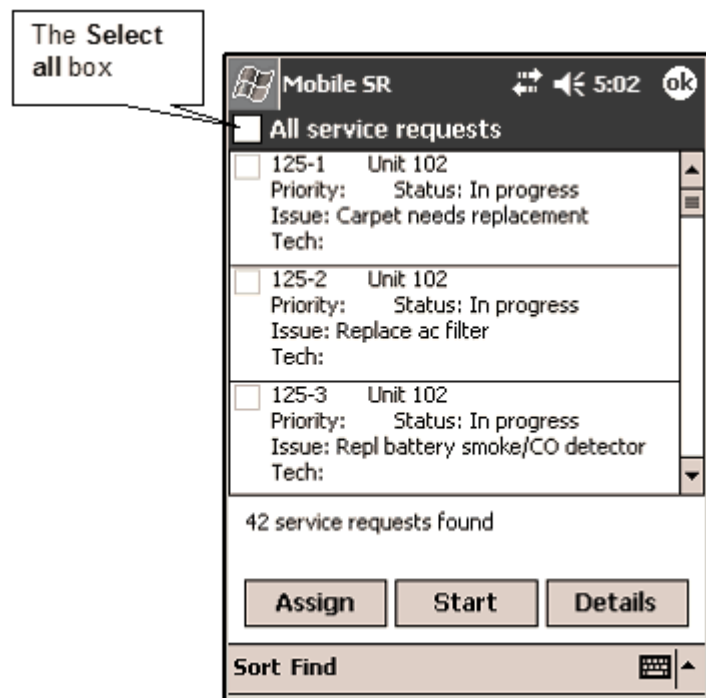 The Select
all box
Mobile SR 5:02 ok
All service requests
125-1 Unit 102
Priority: Status: In progress
Issue: Carpet needs replacement
Tech:
125-2 Unit 102
Priority: Status: In progress
Issue: Replace ac filter
Tech:
125-3 Unit 102
Priority: Status: In progress
Issue: Repl battery smoke/CO detector
Tech:
42 service requests found
Assign Start Details
Sort Find